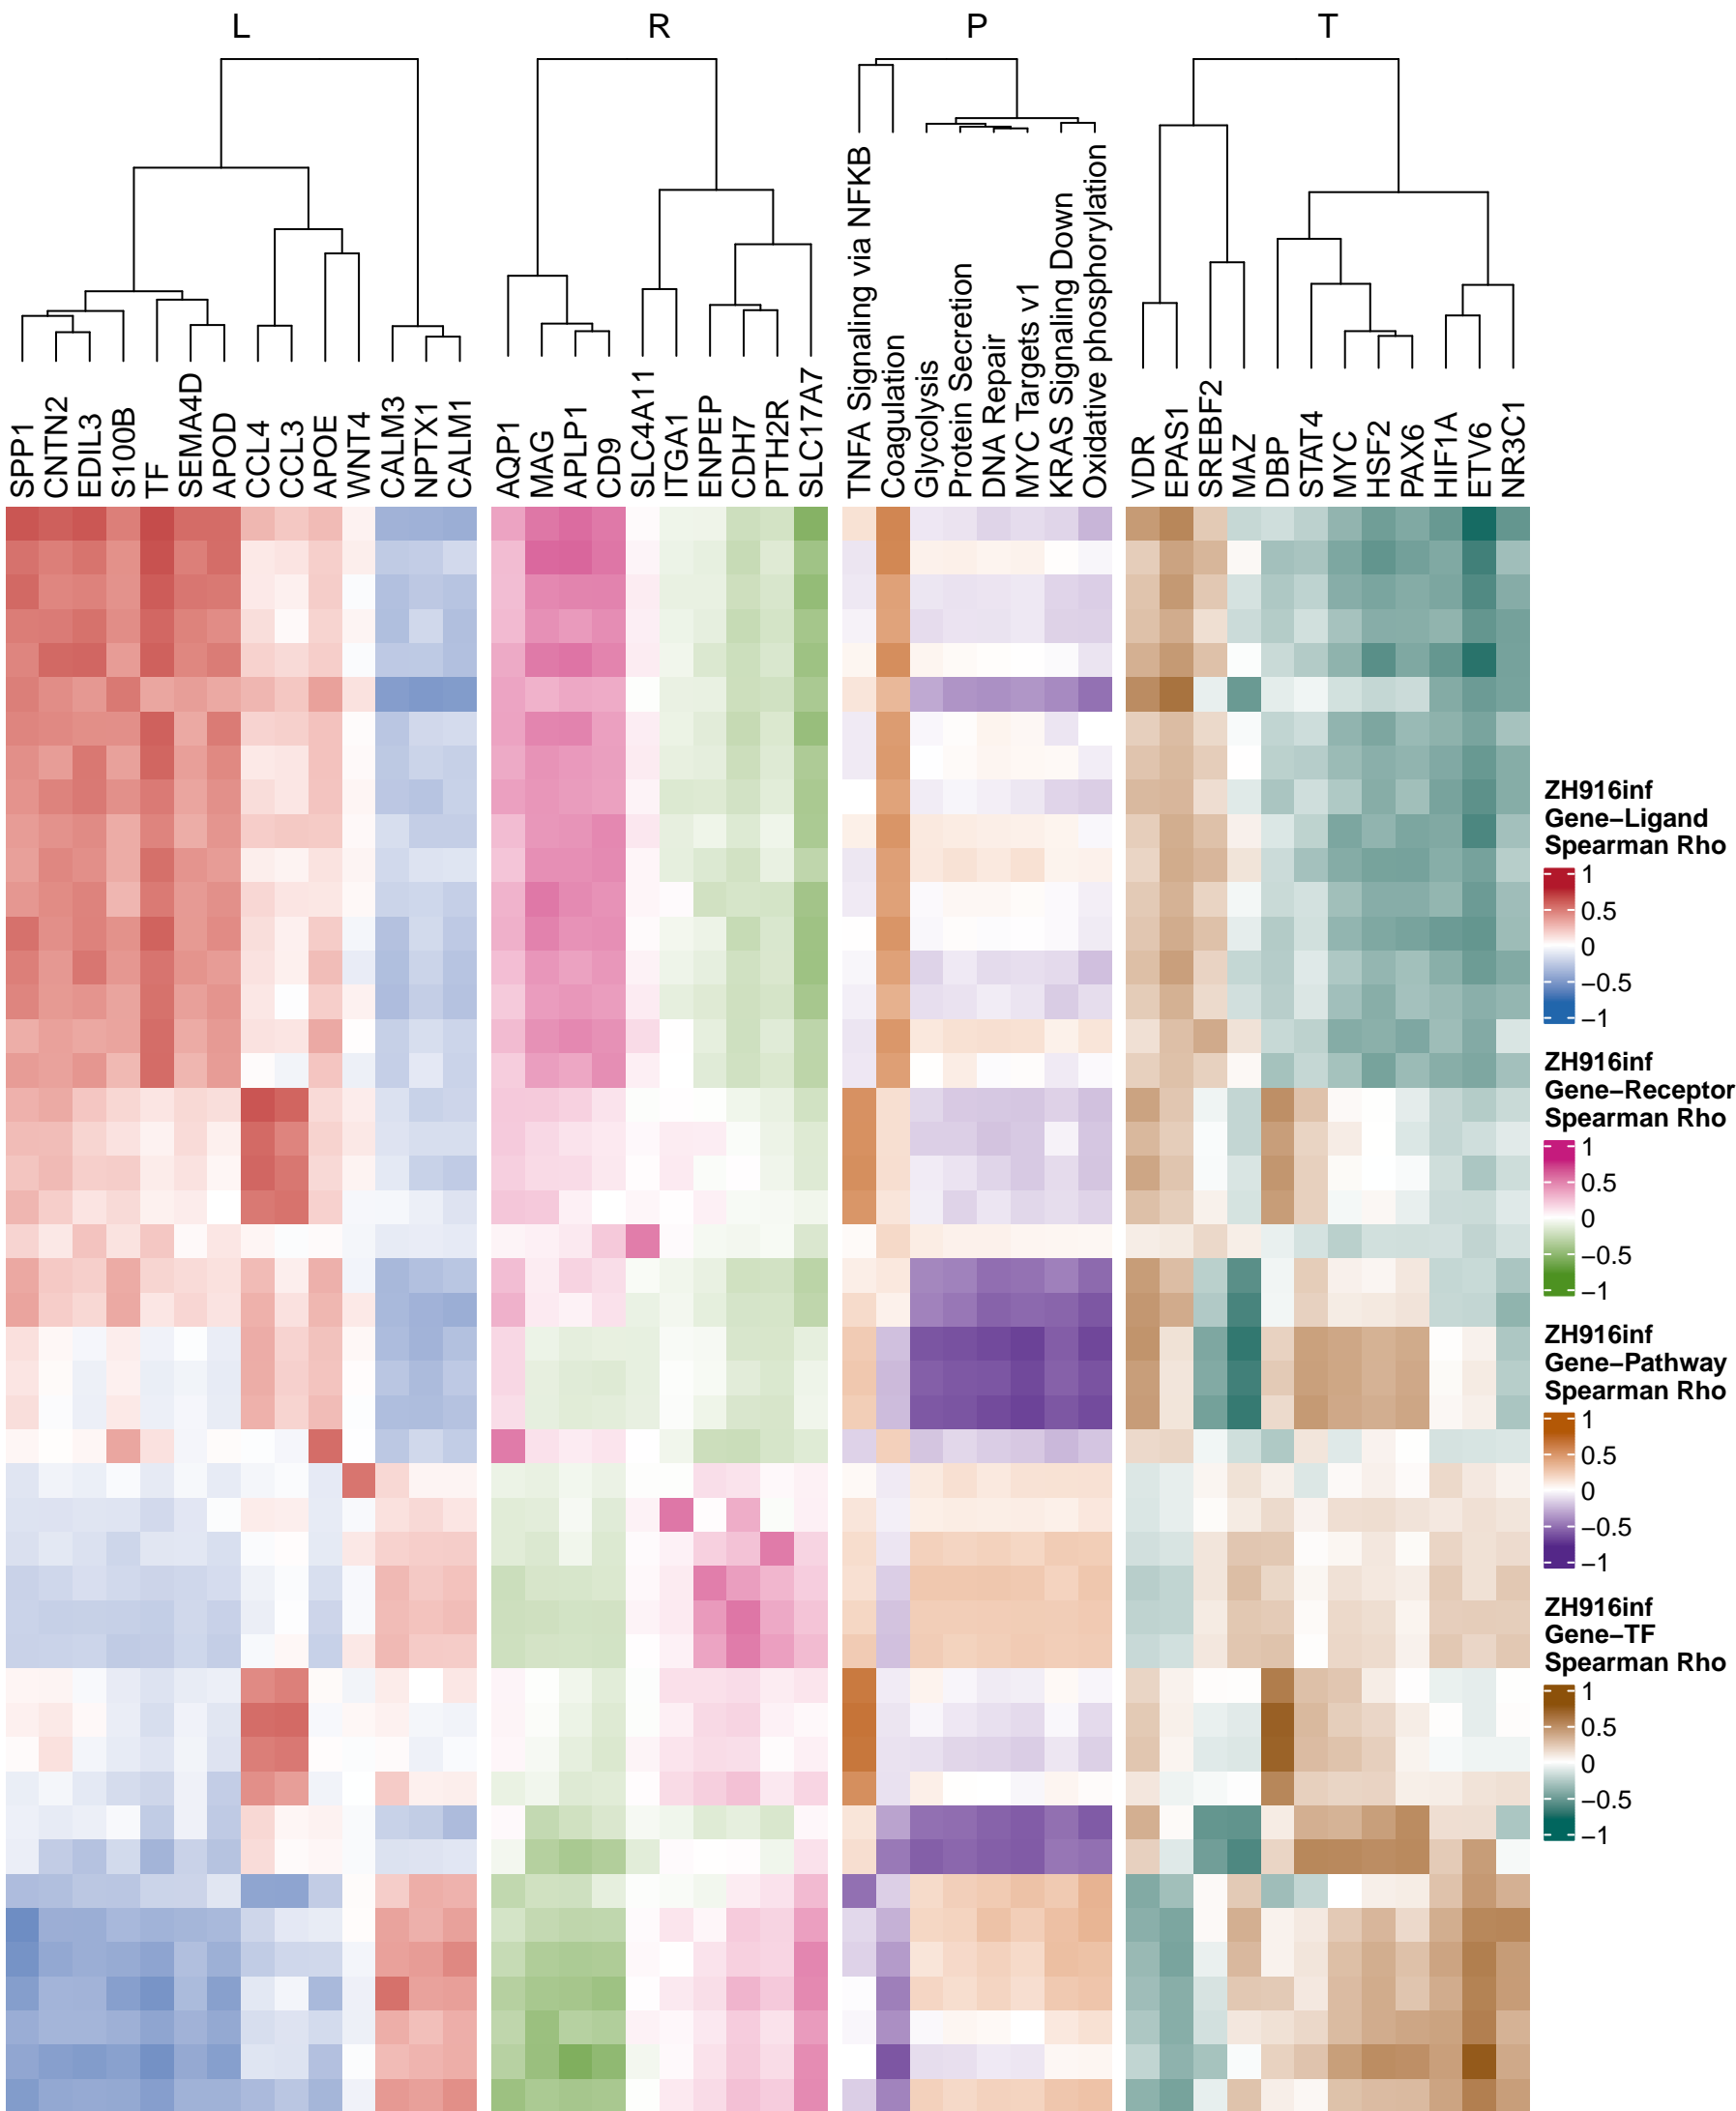 L
R
P
T
SPP1
CNTN2
EDIL3
S100B
TF
SEMA4D
APOD
CCL4
CCL3
APOE
WNT4
CALM3
NPTX1
CALM1
AQP1
MAG
APLP1
CD9
SLC4A11
ITGA1
ENPEP
CDH7
PTH2R
SLC17A7
TNFA Signaling via NFKB
Coagulation
Glycolysis
Protein Secretion
DNA Repair
MYC Targets v1
KRAS Signaling Down
Oxidative phosphorylation
VDR
EPAS1
SREBF2
MAZ
DBP
STAT4
MYC
HSF2
PAX6
HIF1A
ETV6
NR3C1
ZH916inf
Gene−Ligand
Spearman Rho
1
0.5
0
−0.5
−1
ZH916inf
Gene−Receptor
Spearman Rho
1
0.5
0
−0.5
−1
ZH916inf
Gene−Pathway
Spearman Rho
1
0.5
0
−0.5
−1
ZH916inf
Gene−TF
Spearman Rho
1
0.5
0
−0.5
−1